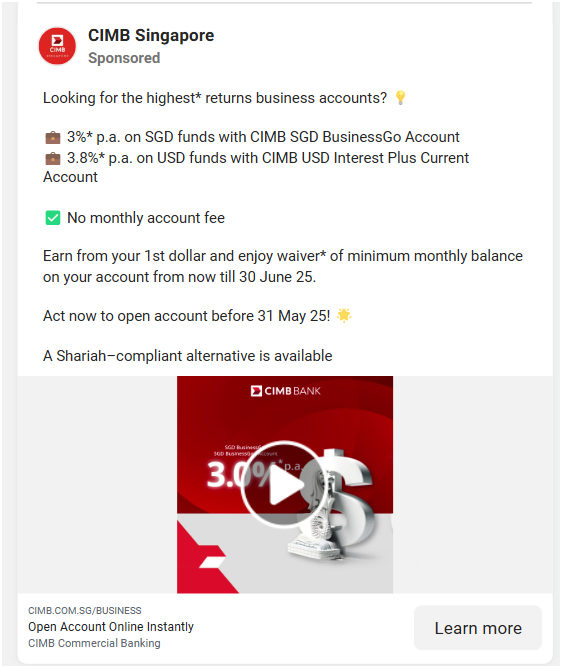 CIMB Singapore
Sponsored
Looking for the highest* returns business accounts? 💡
💼 3%* p.a. on SGD funds with CIMB SGD BusinessGo Account
💼 3.8%* p.a. on USD funds with CIMB USD Interest Plus Current
Account
✅ No monthly account fee
Earn from your 1st dollar and enjoy waiver* of minimum monthly balance
on your account from now till 30 June 25.
Act now to open account before 31 May 25! 🌟
A Shariah–compliant alternative is available
CIMB BANK
SGD BusinessGo
SGD BusinessGo Account
3.0%* p.a.
CIMB.COM.SG/BUSINESS
Open Account Online Instantly
CIMB Commercial Banking
Learn more